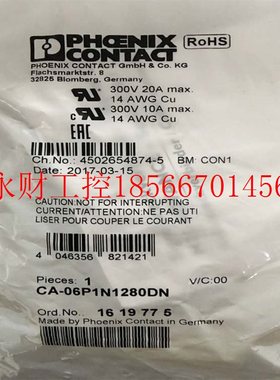 PHŒNIX
CONTACT
RoHS
PHOENIX CONTACT GmbH & Co. KG
Flachsmarktstr. 8
32825 Blomberg, Germany
300V 20A max.
14 AWG Cu
300V 10A max.
14 AWG Cu
EAC
Ch.No.: 4502654874-5 BM: CON1
Date: 2017-03-15
永财工控18566701456
CAUTION:NOT FOR INTERRUPTING
CURRENT/ATTENTION:NE PAS UTILI
LISER POUR COUPER LE COURANT
4 046356 821421
Pieces: 1 V/C:00
CA-06P1N1280DN
Ord.No.: 16 19 77 5
Made by Phoenix Contact in Germany